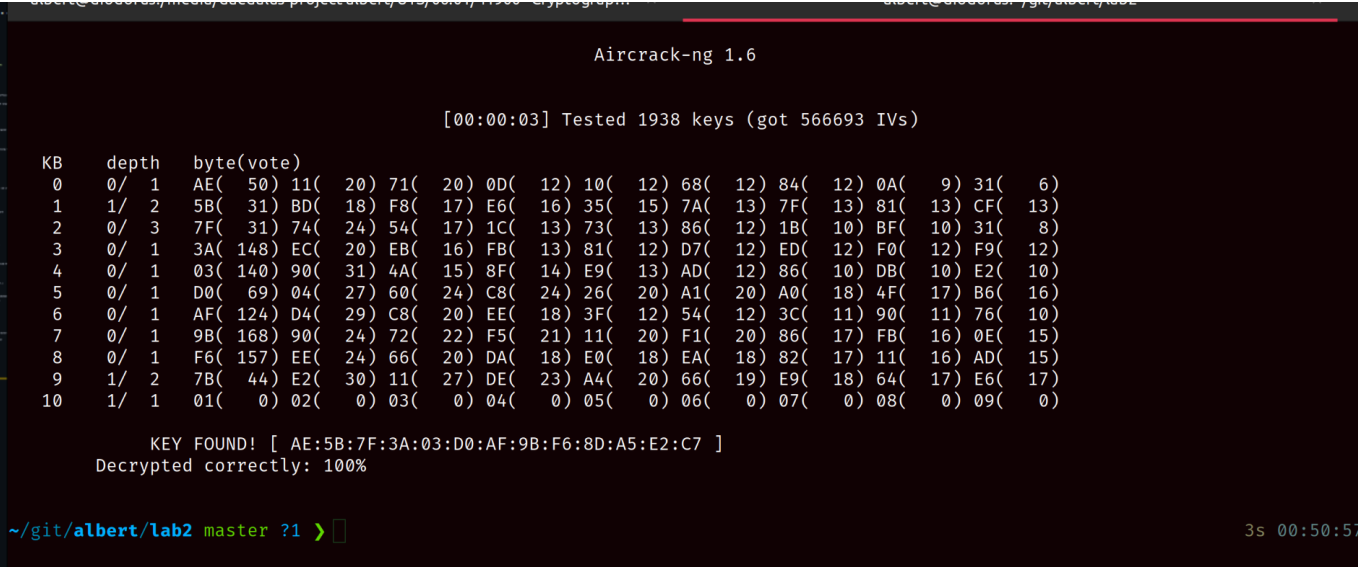 Aircrack-ng 1.6
[00:00:03] Tested 1938 keys (got 566693 IVs)
KB depth byte(vote)
0 0/ 1 AE( 50) 11( 20) 71( 20) 0D( 12) 10( 12) 68( 12) 84( 12) 0A( 9) 31( 6)
1 1/ 2 5B( 31) BD( 18) F8( 17) E6( 16) 35( 15) 7A( 13) 7F( 13) 81( 13) CF( 13)
2 0/ 3 7F( 31) 74( 24) 54( 17) 1C( 13) 73( 13) 86( 12) 1B( 10) BF( 10) 31( 8)
3 0/ 1 3A( 148) EC( 20) EB( 16) FB( 13) 81( 12) D7( 12) ED( 12) F0( 12) F9( 12)
4 0/ 1 03( 140) 90( 31) 4A( 15) 8F( 14) E9( 13) AD( 12) 86( 10) DB( 10) E2( 10)
5 0/ 1 D0( 69) 04( 27) 60( 24) C8( 24) 26( 20) A1( 20) A0( 18) 4F( 17) B6( 16)
6 0/ 1 AF( 124) D4( 29) C8( 20) EE( 18) 3F( 12) 54( 12) 3C( 11) 90( 11) 76( 10)
7 0/ 1 9B( 168) 90( 24) 72( 22) F5( 21) 11( 20) F1( 20) 86( 17) FB( 16) 0E( 15)
8 0/ 1 F6( 157) EE( 24) 66( 20) DA( 18) E0( 18) EA( 18) 82( 17) 11( 16) AD( 15)
9 1/ 2 7B( 44) E2( 30) 11( 27) DE( 23) A4( 20) 66( 19) E9( 18) 64( 17) E6( 17)
10 1/ 1 01( 0) 02( 0) 03( 0) 04( 0) 05( 0) 06( 0) 07( 0) 08( 0) 09( 0)
KEY FOUND! [ AE:5B:7F:3A:03:D0:AF:9B:F6:8D:A5:E2:C7 ]
Decrypted correctly: 100%
~/git/albert/lab2 master ?1 ❯ 3s 00:50:57